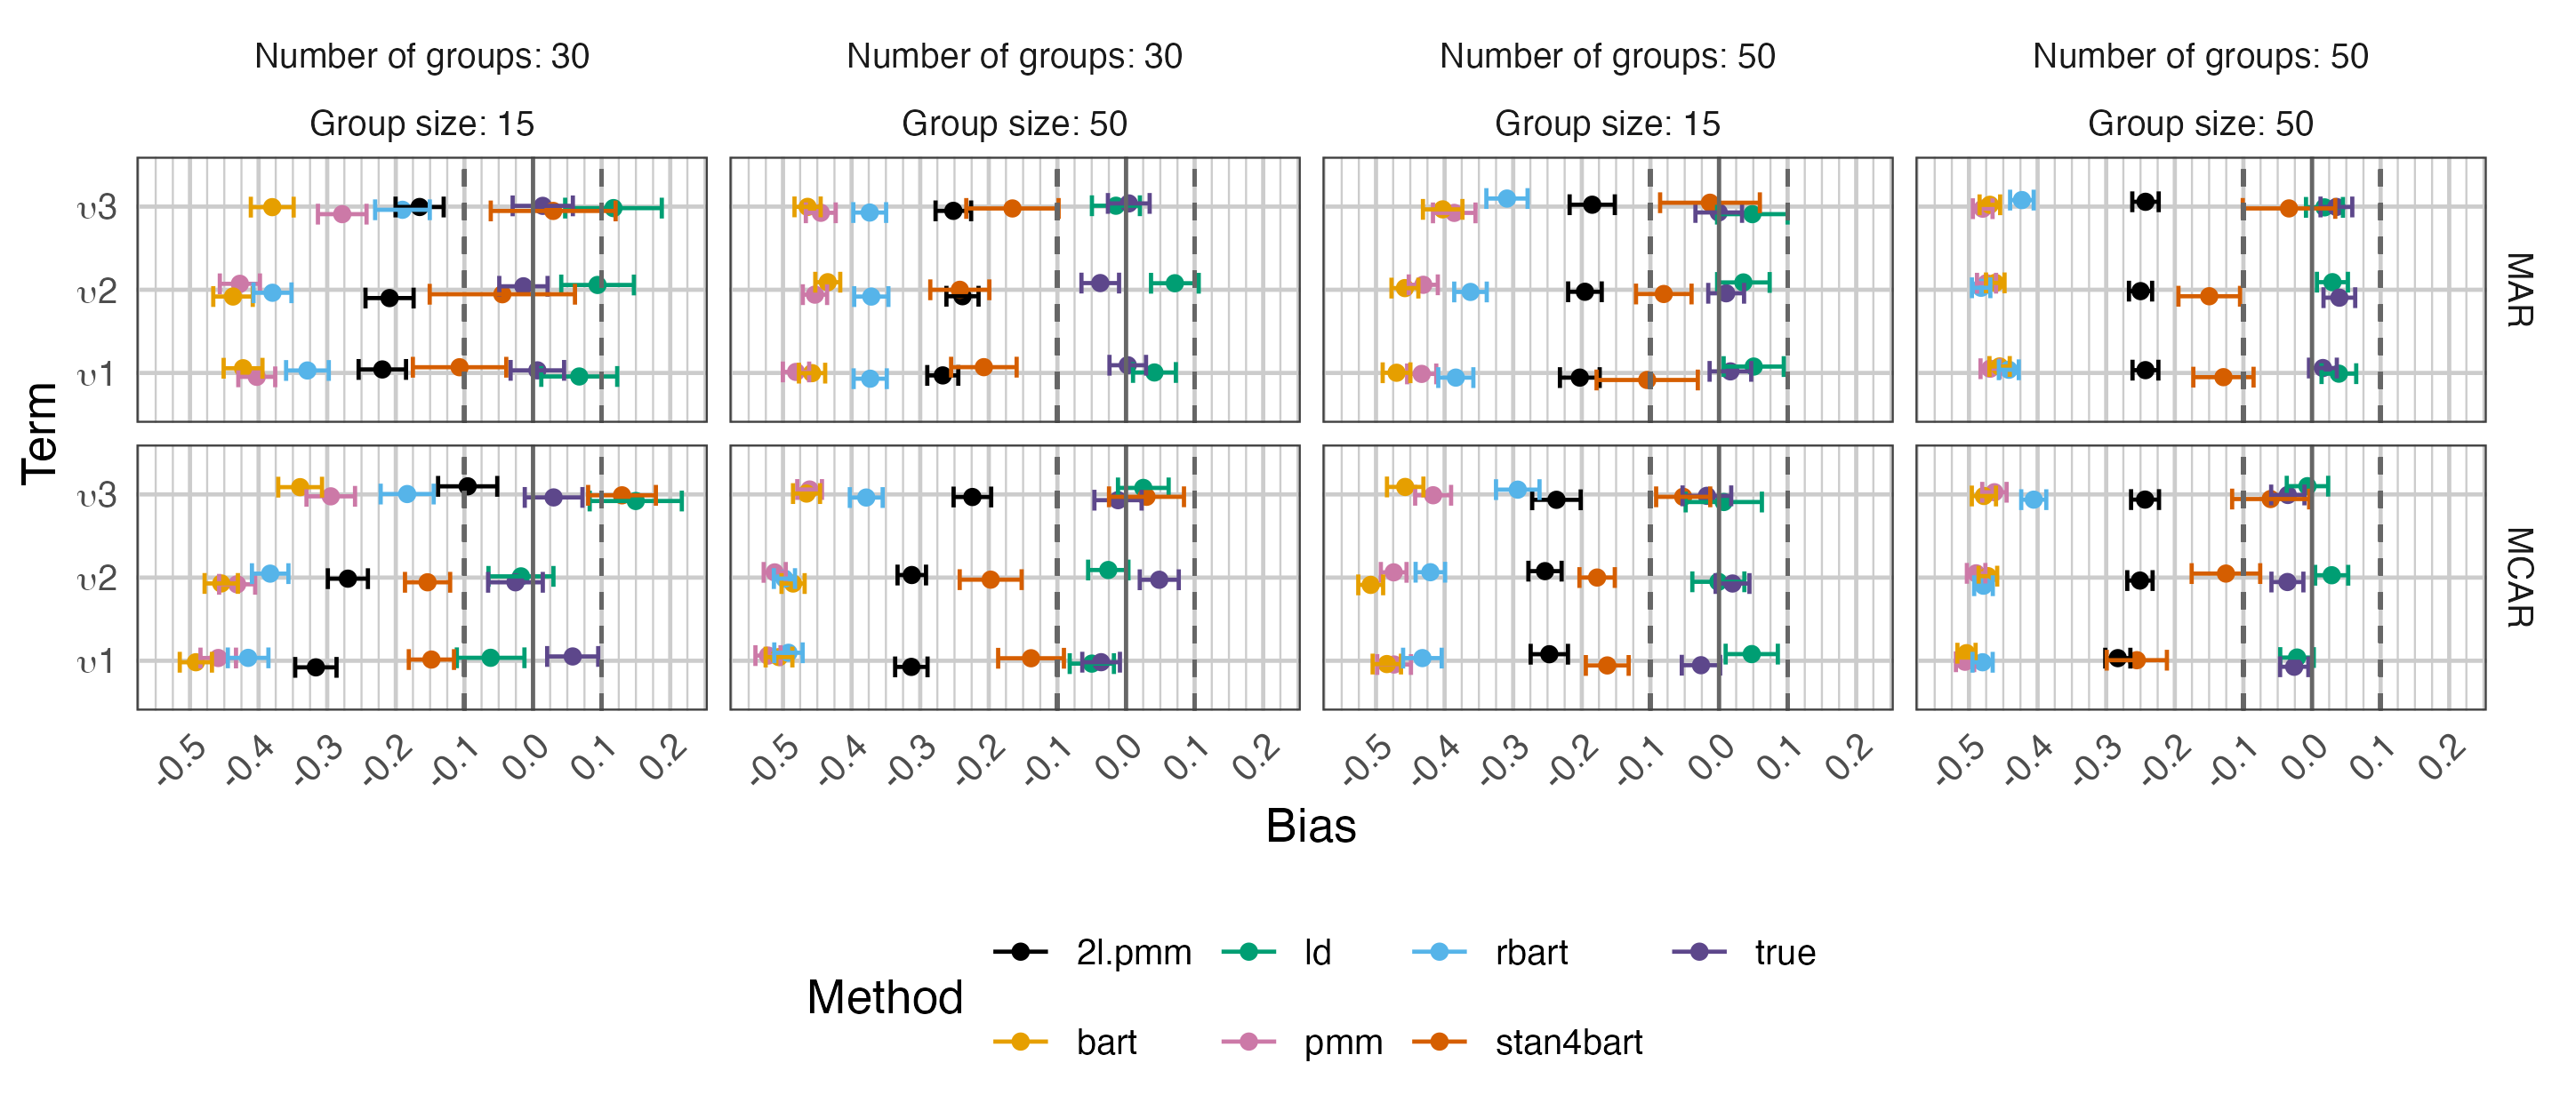 Number of groups: 30 Number of groups: 30 Number of groups: 50 Number of groups: 50
Group size: 15 Group size: 50 Group size: 15 Group size: 50
υ3
υ2
υ1
MAR
Term
υ3
υ2
υ1
MCAR
-0.5 -0.4 -0.3 -0.2 -0.1 0.0 0.1 0.2 -0.5 -0.4 -0.3 -0.2 -0.1 0.0 0.1 0.2 -0.5 -0.4 -0.3 -0.2 -0.1 0.0 0.1 0.2 -0.5 -0.4 -0.3 -0.2 -0.1 0.0 0.1 0.2
Bias
Method
2l.pmm ld rbart true
bart pmm stan4bart